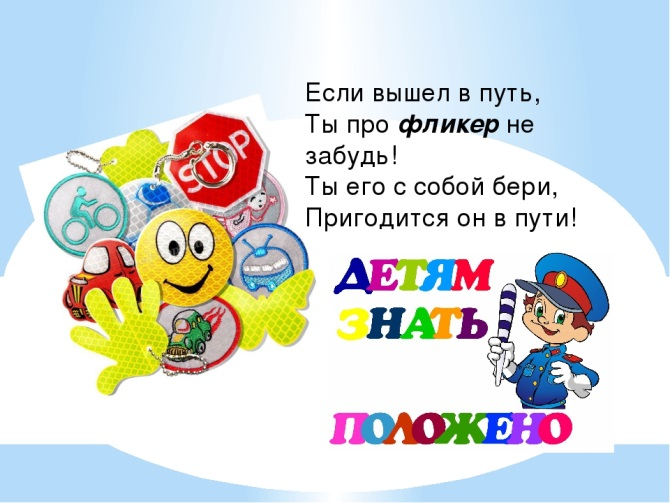 Если вышел в путь,
Ты про фликер не
забудь!
Ты его с собой бери,
Пригодится он в пути!
STOP
ДЕТЯМ
ЗНАТЬ
ПОЛОЖЕНО